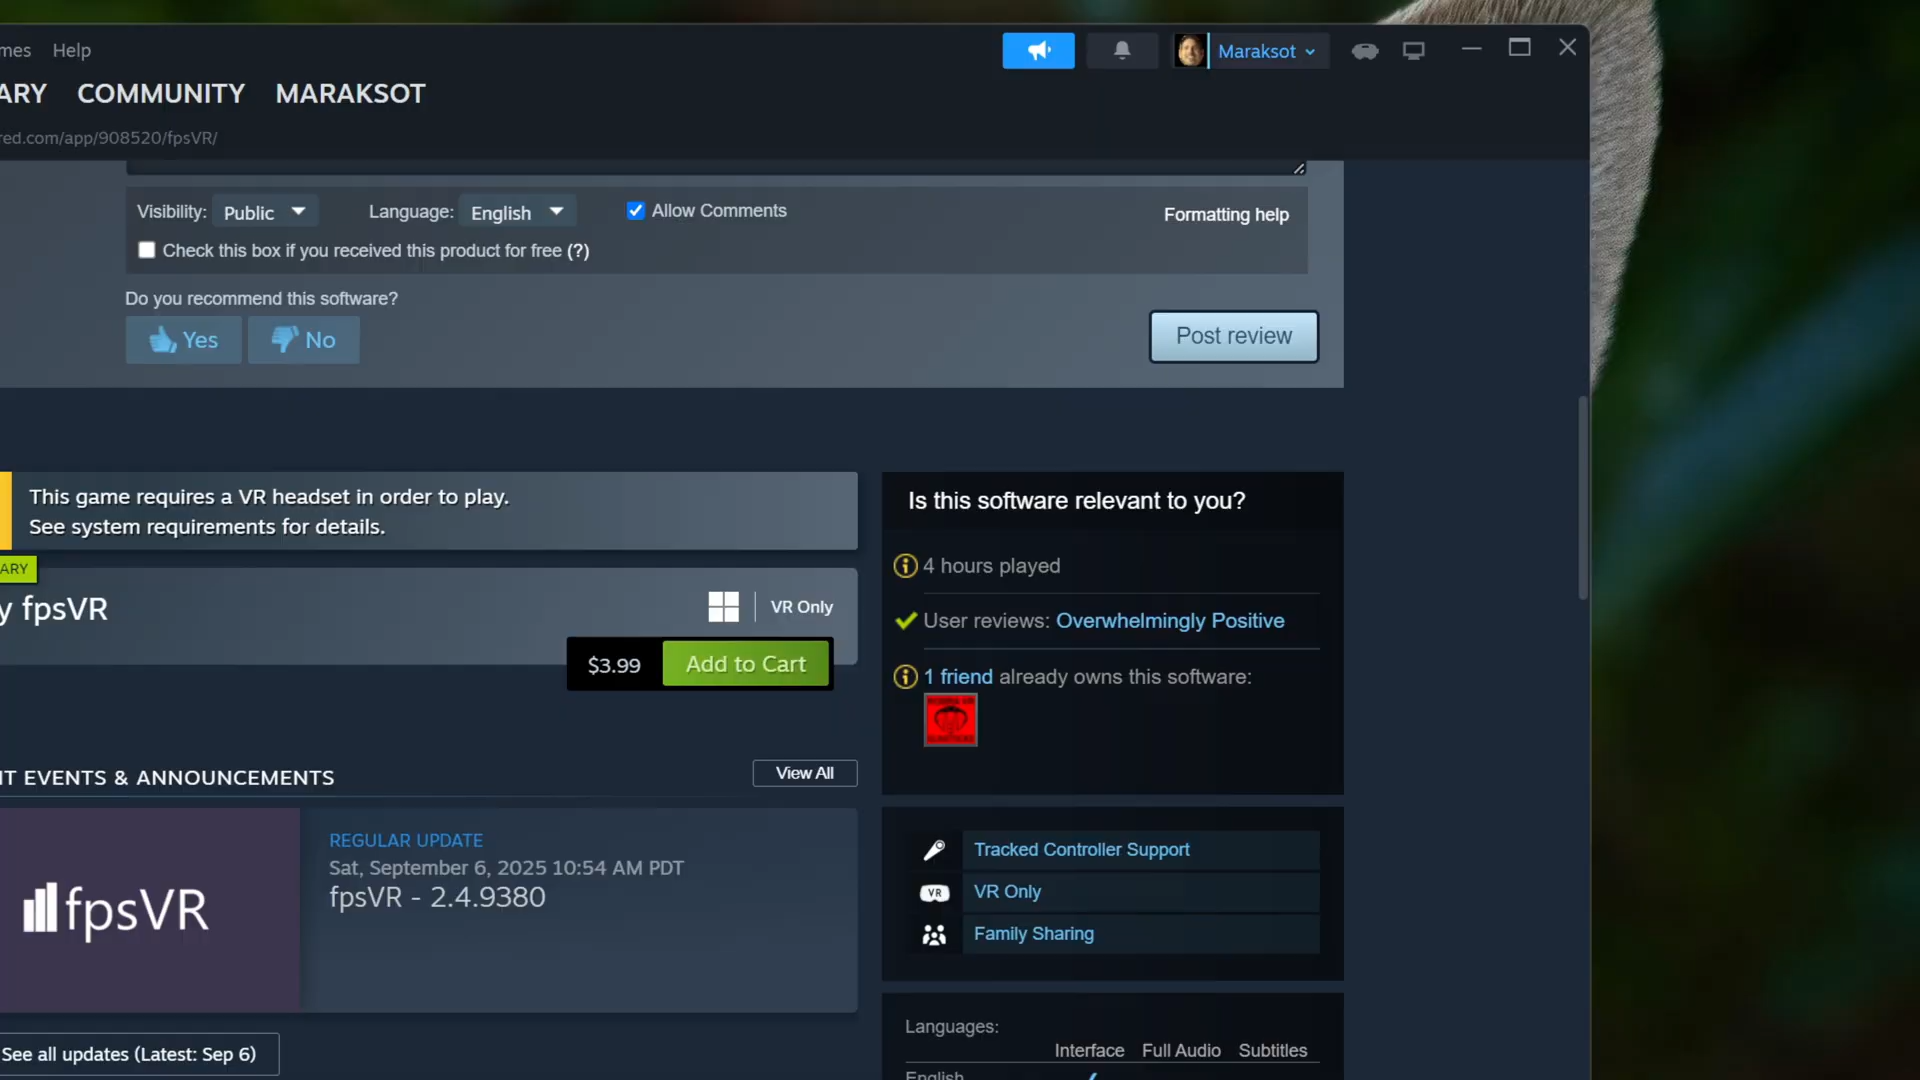 mes Help
Maraksot
ARY COMMUNITY MARAKSOT
red.com/app/908520/fpsVR/
Visibility: Public Language: English Allow Comments Formatting help
Check this box if you received this product for free (?)
Do you recommend this software?
Yes No
Post review
This game requires a VR headset in order to play.
See system requirements for details.
ARY
y fpsVR
VR Only
$3.99 Add to Cart
Is this software relevant to you?
4 hours played
User reviews: Overwhelmingly Positive
1 friend already owns this software:
T EVENTS & ANNOUNCEMENTS View All
fpsVR
REGULAR UPDATE
Sat, September 6, 2025 10:54 AM PDT
fpsVR - 2.4.9380
See all updates (Latest: Sep 6)
Tracked Controller Support
VR VR Only
Family Sharing
Languages:
Interface Full Audio Subtitles
English